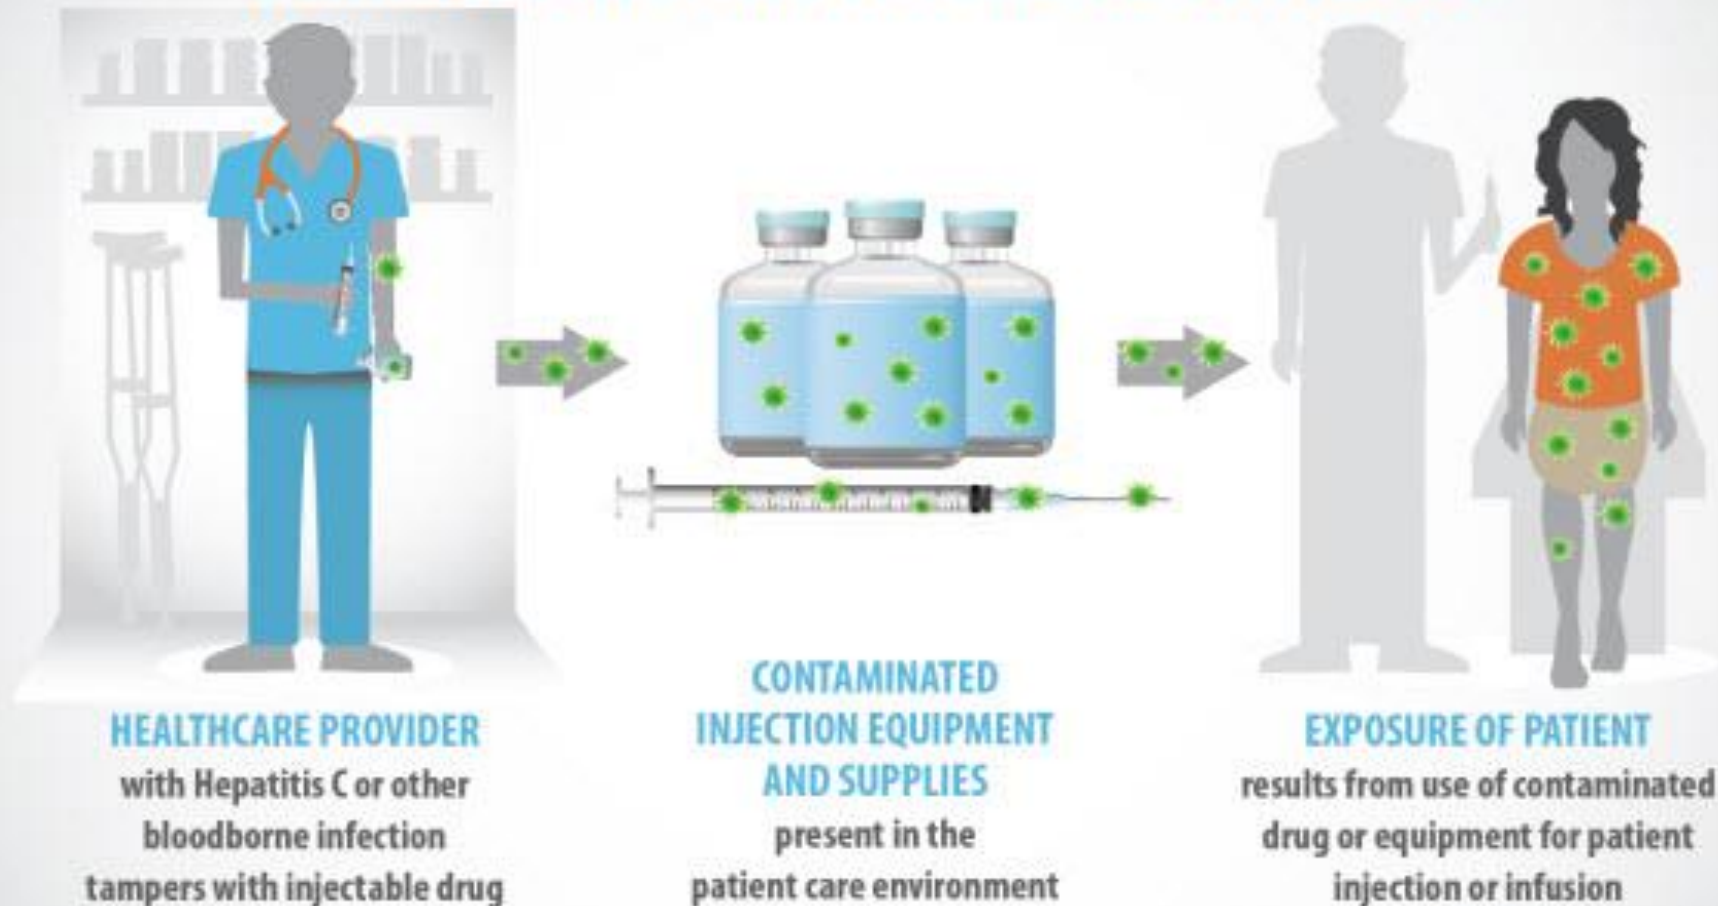 HEALTHCARE PROVIDER
with Hepatitis C or other
bloodborne infection
tampers with injectable drug
CONTAMINATED
INJECTION EQUIPMENT
AND SUPPLIES
present in the
patient care environment
EXPOSURE OF PATIENT
results from use of contaminated
drug or equipment for patient
injection or infusion